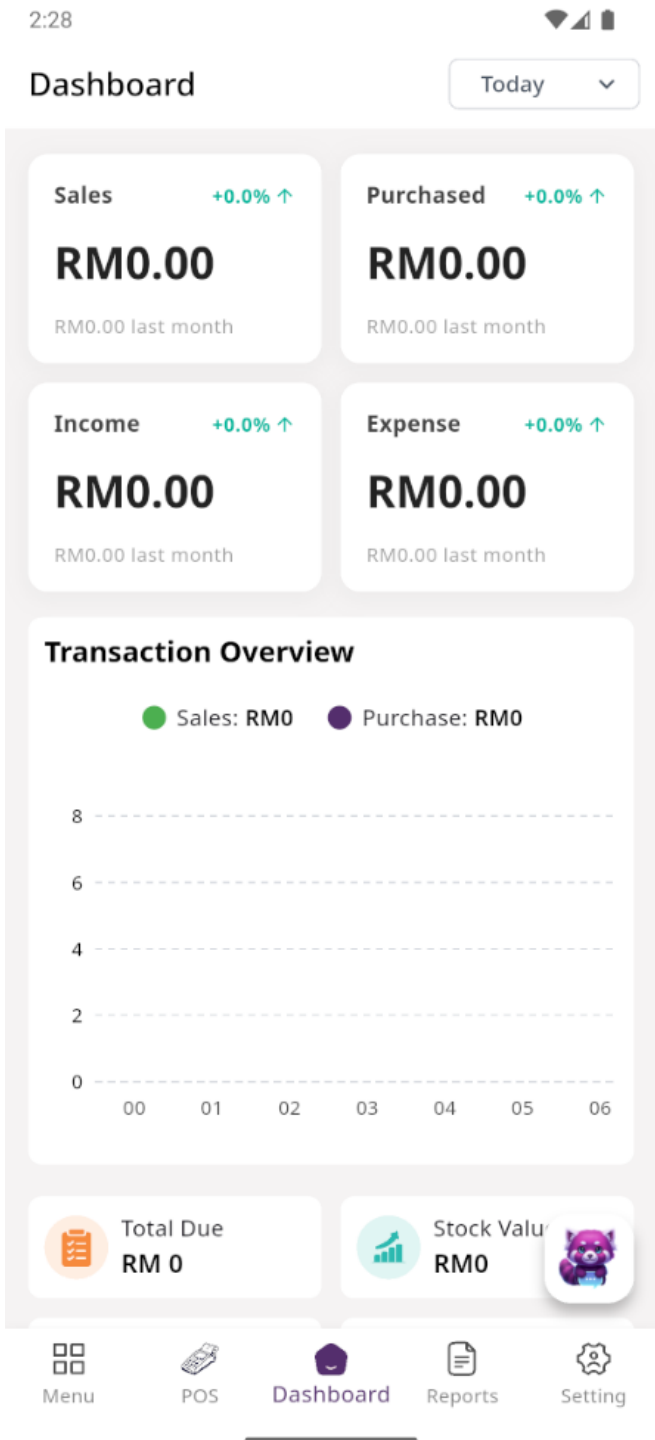 2:28
Dashboard
Today
Sales +0.0% ↑
RM0.00
RM0.00 last month
Purchased +0.0% ↑
RM0.00
RM0.00 last month
Income +0.0% ↑
RM0.00
RM0.00 last month
Expense +0.0% ↑
RM0.00
RM0.00 last month
Transaction Overview
Sales: RM0 Purchase: RM0
8
6
4
2
0
00 01 02 03 04 05 06
Total Due
RM 0
Stock Valu
RM0
Menu POS Dashboard Reports Setting